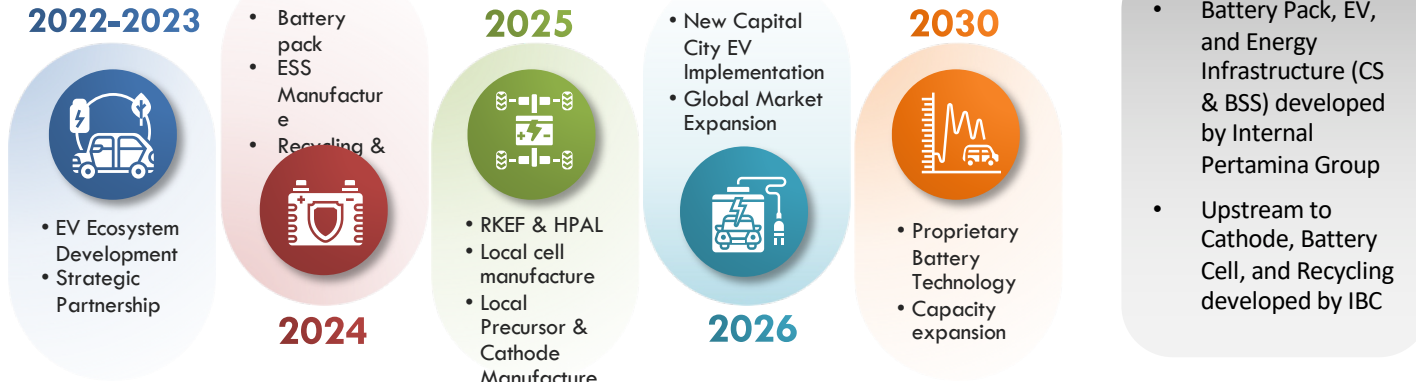 2022-2023
• EV Ecosystem
Development
• Strategic
Partnership
• Battery
pack
• ESS
Manufactur
e
• Recycling &
2024
2025
• RKEF & HPAL
• Local cell
manufacture
• Local
Precursor &
Cathode
Manufacture
• New Capital
City EV
Implementation
• Global Market
Expansion
2026
2030
• Proprietary
Battery
Technology
• Capacity
expansion
• Battery Pack, EV,
and Energy
Infrastructure (CS
& BSS) developed
by Internal
Pertamina Group
• Upstream to
Cathode, Battery
Cell, and Recycling
developed by IBC